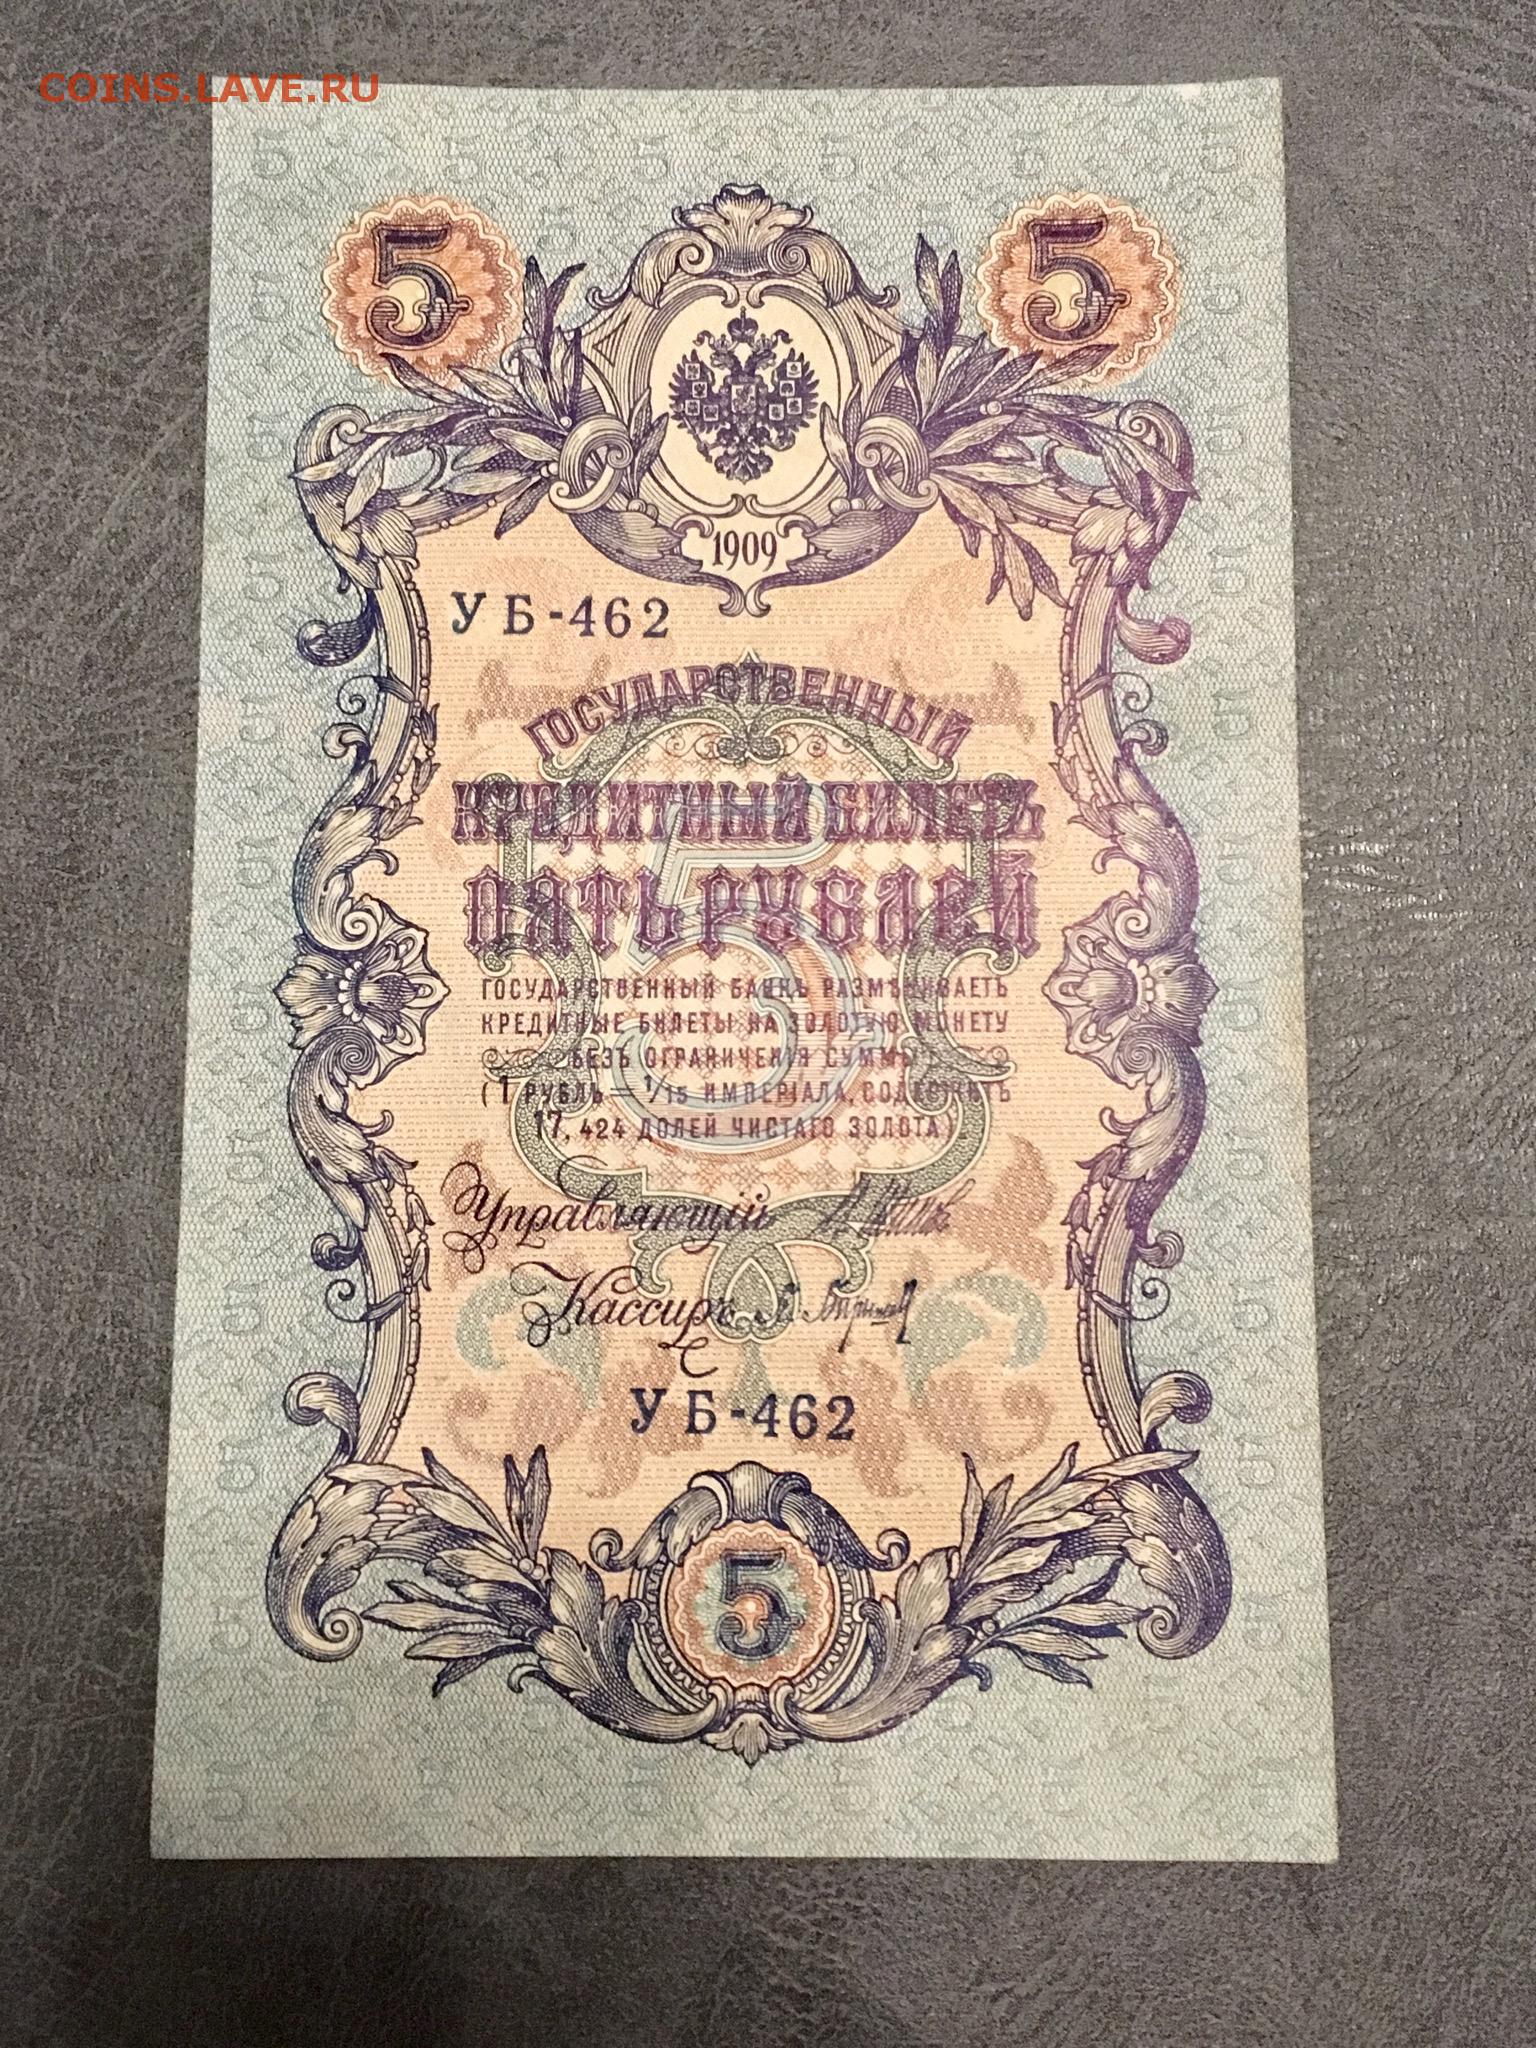 COINS.LAVE.RU
5 5
1909
УБ-462
ГОСУДАРСТВЕННЫЙ
КРЕДИТНЫЙ БИЛЕТЪ
ПЯТЬ РУБЛЕЙ
ГОСУДАРСТВЕННЫЙ БАНКЪ РАЗМѢНИВАЕТЪ
КРЕДИТНЫЕ БИЛЕТЫ НА ЗОЛОТУЮ МОНЕТУ
БЕЗЪ ОГРАНИЧЕНІЯ СУММЫ
(1 РУБЛЬ = 1/15 ИМПЕРІАЛА, СОДЕРЖИТЪ
17, 424 ДОЛЕЙ ЧИСТАГО ЗОЛОТА)
Управляющій
Кассиръ
УБ-462
5